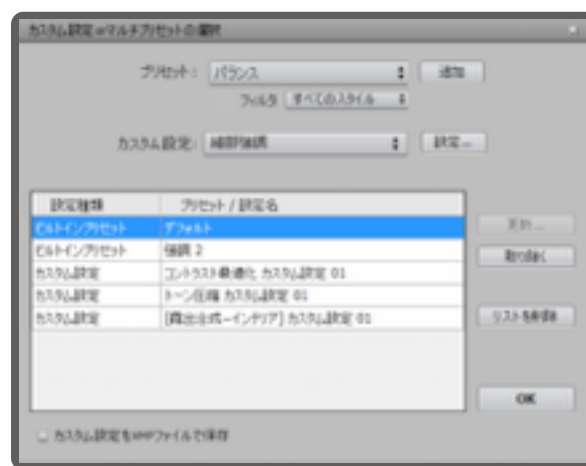 カスタム設定 or マルチプリセットの選択
プリセット: バランス 追加
フィルタ すべてのスタイル
カスタム設定: 細部強調 設定...
設定種類 プリセット / 設定名
ビルトインプリセット デフォルト 更新...
ビルトインプリセット 強調 2 取り除く
カスタム設定 コントラスト最適化 カスタム設定 01
カスタム設定 トーン圧縮 カスタム設定 01 リストを削除
カスタム設定 [露出合成-インテリア] カスタム設定 01
OK
カスタム設定をXMPファイルで保存